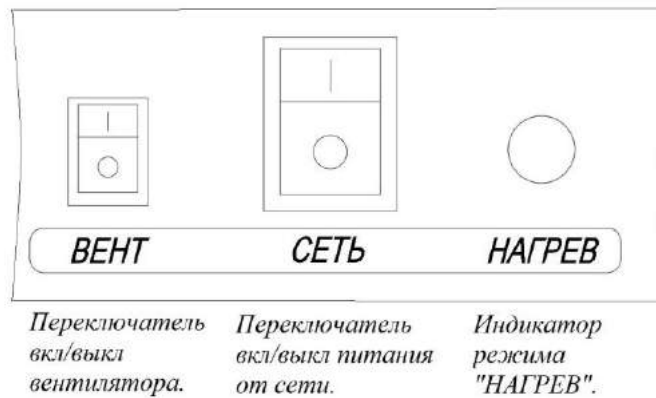 ВЕНТ СЕТЬ НАГРЕВ
Переключатель
вкл/выкл
вентилятора.
Переключатель
вкл/выкл питания
от сети.
Индикатор
режима
"НАГРЕВ".